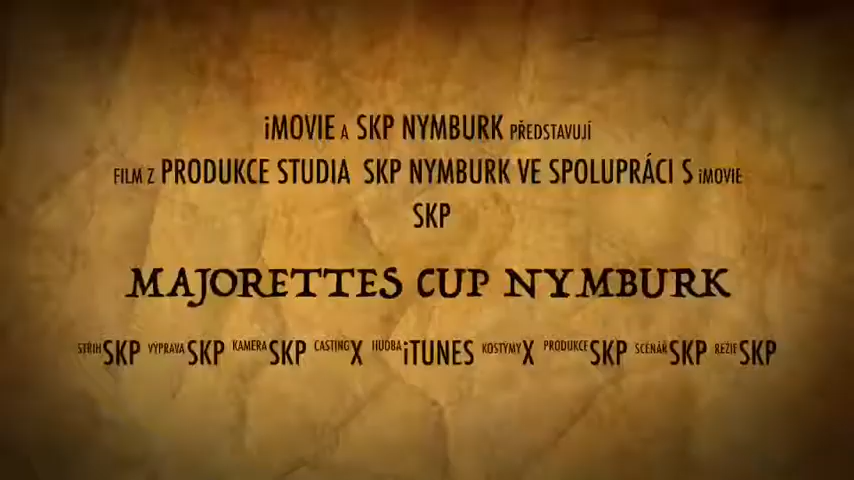 iMOVIE A SKP NYMBURK PŘEDSTAVUJÍ
FILM Z PRODUKCE STUDIA SKP NYMBURK VE SPOLUPRÁCI S iMOVIE
SKP
MAJORETTES CUP NYMBURK
STŘIH SKP VÝPRAVA SKP KAMERA SKP CASTING X HUDBA iTUNES KOSTÝMY X PRODUKCE SKP SCENÁŘ SKP REŽIE SKP